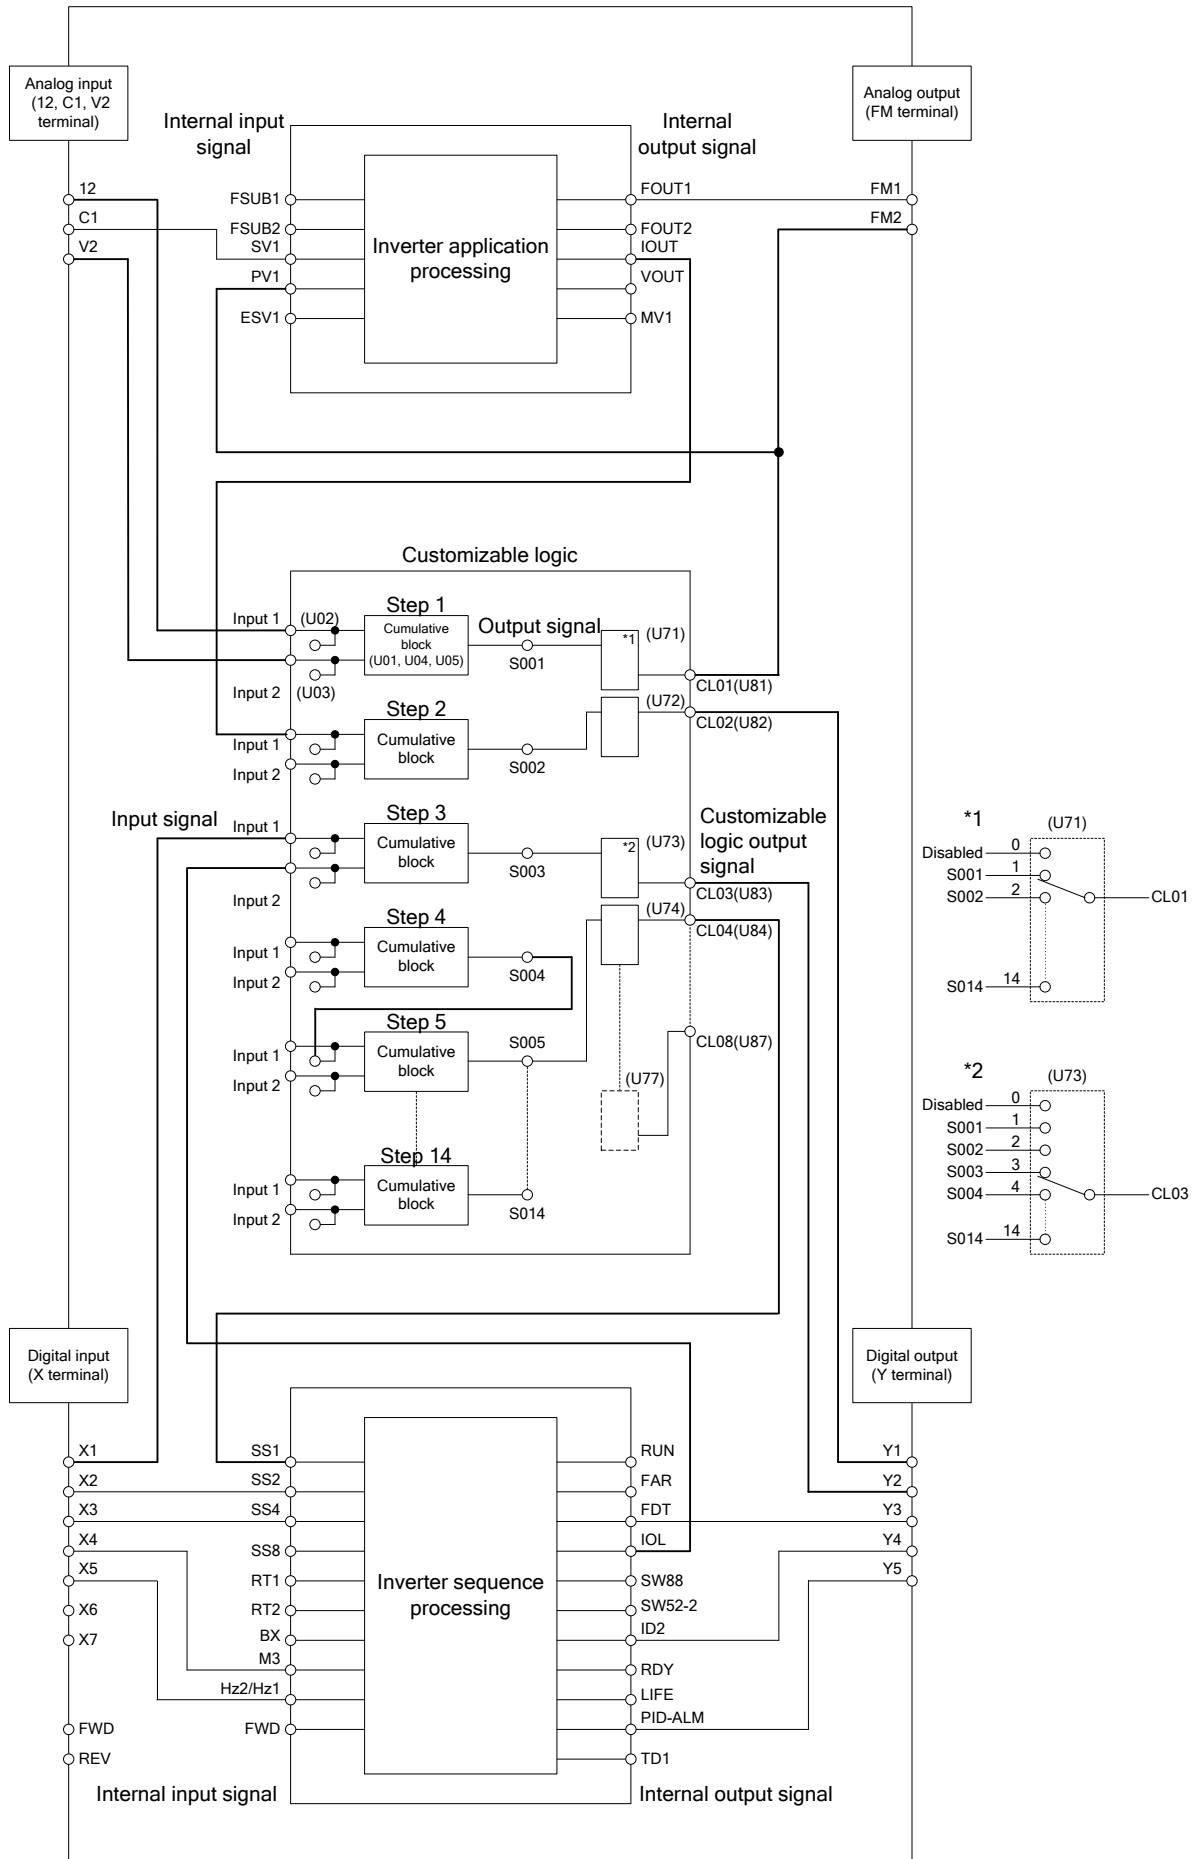 Analog input
(12, C1, V2
terminal)
Analog output
(FM terminal)
Internal input
signal
Internal
output signal
12
C1
V2
FSUB1
FSUB2
SV1
PV1
ESV1
Inverter application
processing
FOUT1
FOUT2
IOUT
VOUT
MV1
FM1
FM2
Customizable logic
Input 1
(U02)
Step 1
Cumulative
block
(U01, U04, U05)
Output signal
S001
*1
(U71)
CL01(U81)
Input 2
(U03)
Step 2
Input 1
Input 2
Cumulative
block
S002
(U72)
CL02(U82)
Input signal
Step 3
Input 1
Input 2
Cumulative
block
S003
*2
(U73)
Customizable
logic output
signal
CL03(U83)
Step 4
Input 1
Input 2
Cumulative
block
S004
(U74)
CL04(U84)
Step 5
Input 1
Input 2
Cumulative
block
S005
CL08(U87)
(U77)
Step 14
Input 1
Input 2
Cumulative
block
S014
*1
(U71)
Disabled 0
S001 1
S002 2
S014 14
CL01
*2
(U73)
Disabled 0
S001 1
S002 2
S003 3
S004 4
S014 14
CL03
Digital input
(X terminal)
Digital output
(Y terminal)
X1
X2
X3
X4
X5
X6
X7
FWD
REV
SS1
SS2
SS4
SS8
RT1
RT2
BX
M3
Hz2/Hz1
FWD
Inverter sequence
processing
RUN
FAR
FDT
IOL
SW88
SW52-2
ID2
RDY
LIFE
PID-ALM
TD1
Y1
Y2
Y3
Y4
Y5
Internal input signal
Internal output signal